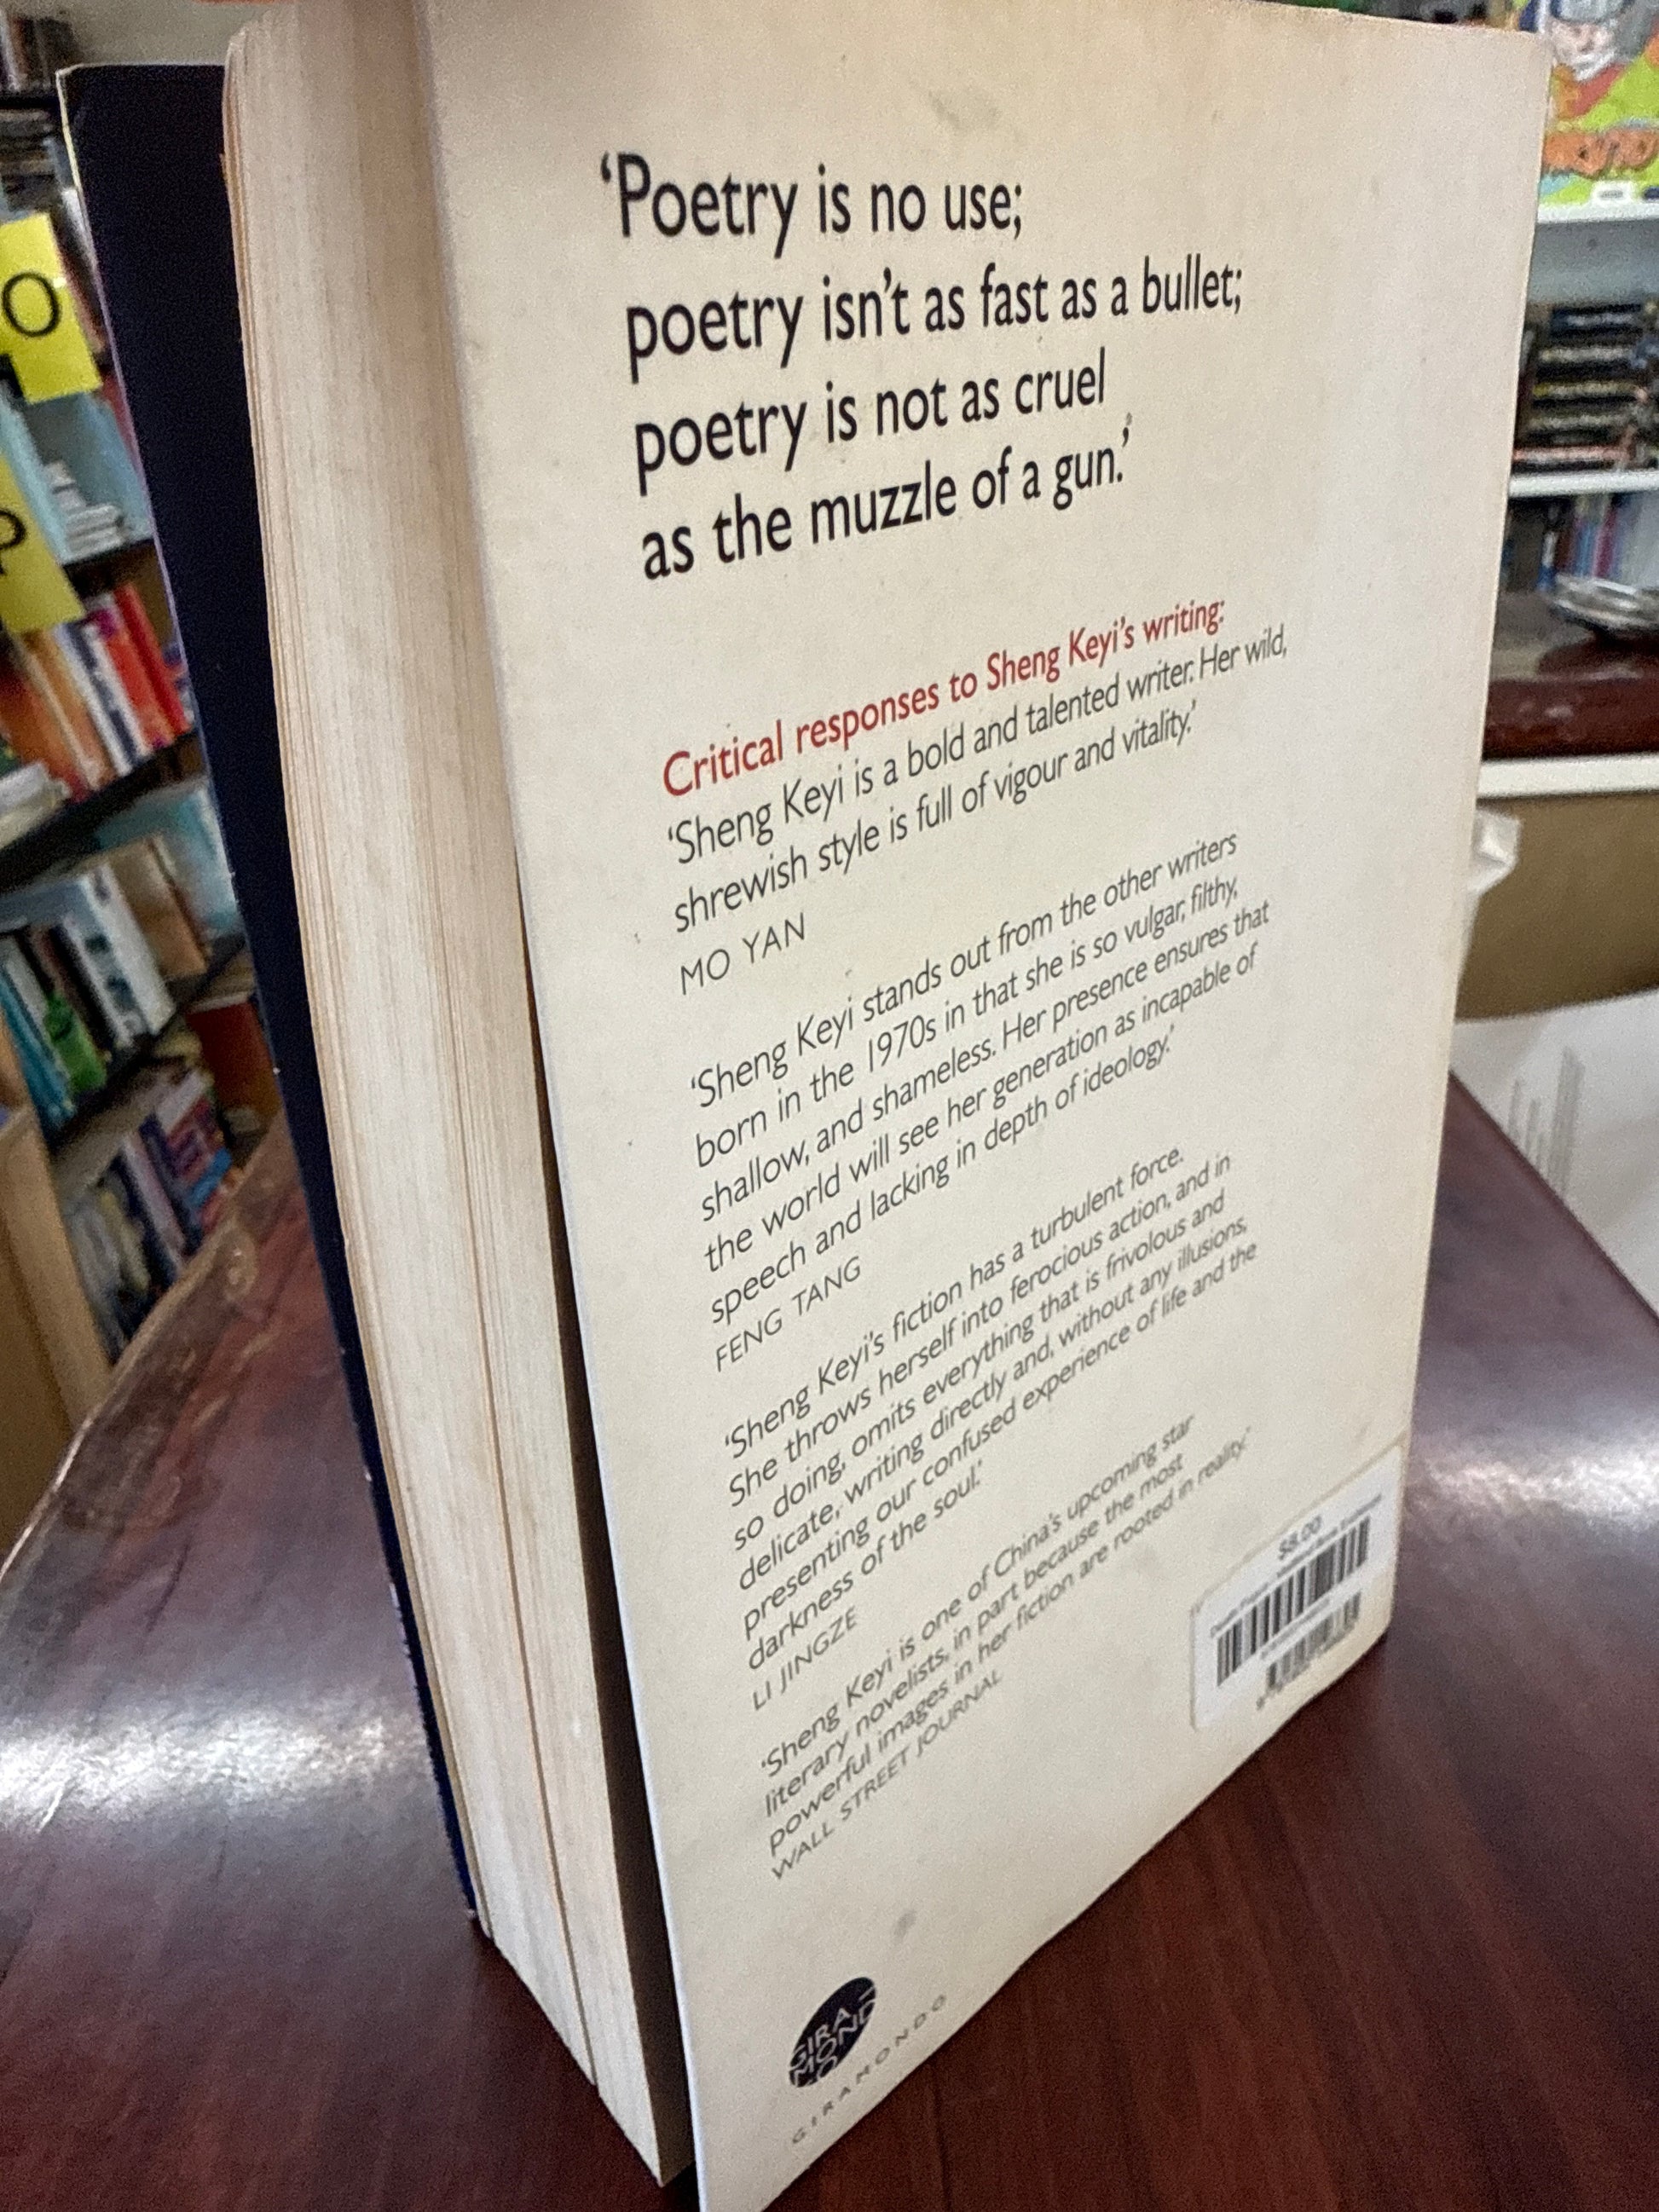 ‘Poetry is no use;
poetry isn’t as fast as a bullet;
poetry is not as cruel
as the muzzle of a gun.’
Critical responses to Sheng Keyi’s writing:
‘Sheng Keyi is a bold and talented writer. Her wild,
shrewish style is full of vigour and vitality.’
MO YAN
‘Sheng Keyi stands out from the other writers
born in the 1970s in that she is so vulgar, filthy,
shallow, and shameless. Her presence ensures that
the world will see her generation as incapable of
speech and lacking in depth of ideology.’
FENG TANG
‘Sheng Keyi’s fiction has a turbulent force.
She throws herself into ferocious action, and in
so doing, omits everything that is frivolous and
delicate, writing directly and, without any illusions,
presenting our confused experience of life and the
darkness of the soul.’
LI JINGZE
‘Sheng Keyi is one of China’s upcoming star
literary novelists, in part because the most
powerful images in her fiction are rooted in reality.’
WALL STREET JOURNAL
$8.00
GIRA
MOND
O
GIRAMONDO
O
P